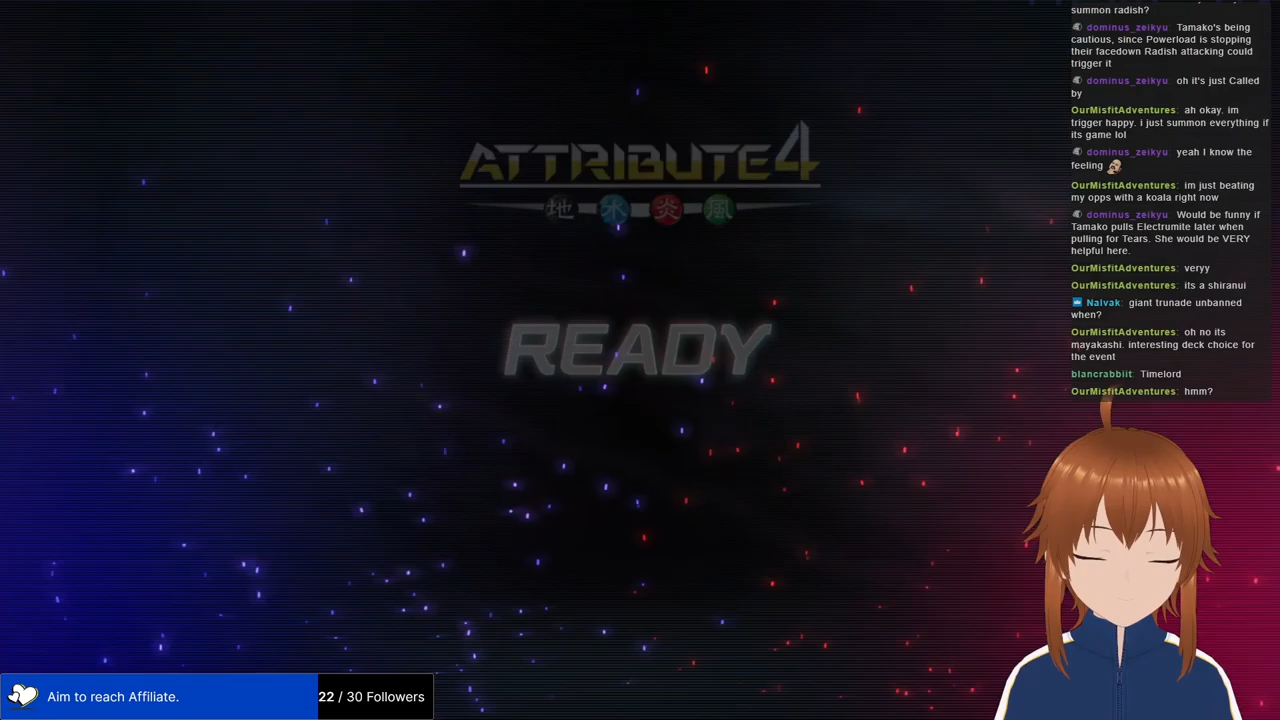 ATTRIBUTE4
地 水 炎 風
READY
summon radish?
dominus_zeikyu: Tamako's being
cautious, since Powerload is stopping
their facedown Radish attacking could
trigger it
dominus_zeikyu: oh it's just Called
by
OurMisfitAdventures: ah okay. im
trigger happy. i just summon everything if
its game lol
dominus_zeikyu: yeah I know the
feeling
OurMisfitAdventures: im just beating
my opps with a koala right now
dominus_zeikyu: Would be funny if
Tamako pulls Electrumite later when
pulling for Tears. She would be VERY
helpful here.
OurMisfitAdventures: veryy
OurMisfitAdventures: its a shiranui
Nalvak: giant trunade unbanned
when?
OurMisfitAdventures: oh no its
mayakashi. interesting deck choice for
the event
blancrabbiit: Timelord
OurMisfitAdventures: hmm?
Aim to reach Affiliate.
22 / 30 Followers